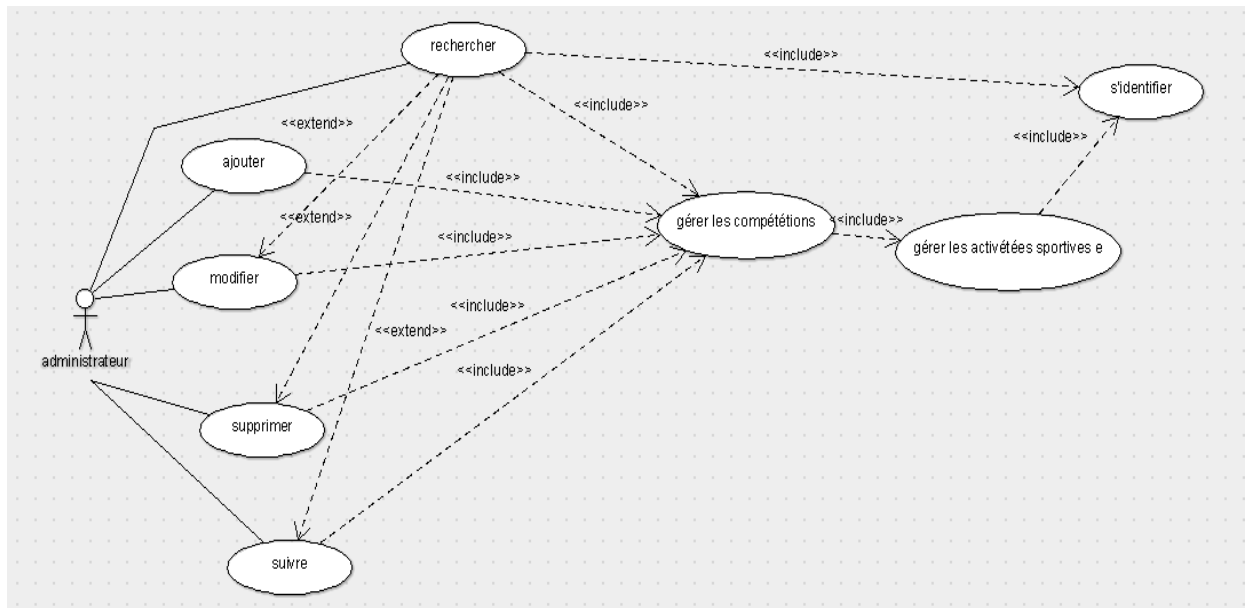 rechercher
<<include>>
s'identifier
<<include>>
<<extend>>
<<include>>
ajouter
<<include>>
<<extend>>
gérer les compététions
<<include>>
gérer les activétées sportives e
<<include>>
modifier
<<include>>
<<extend>>
administrateur
<<include>>
supprimer
suivre